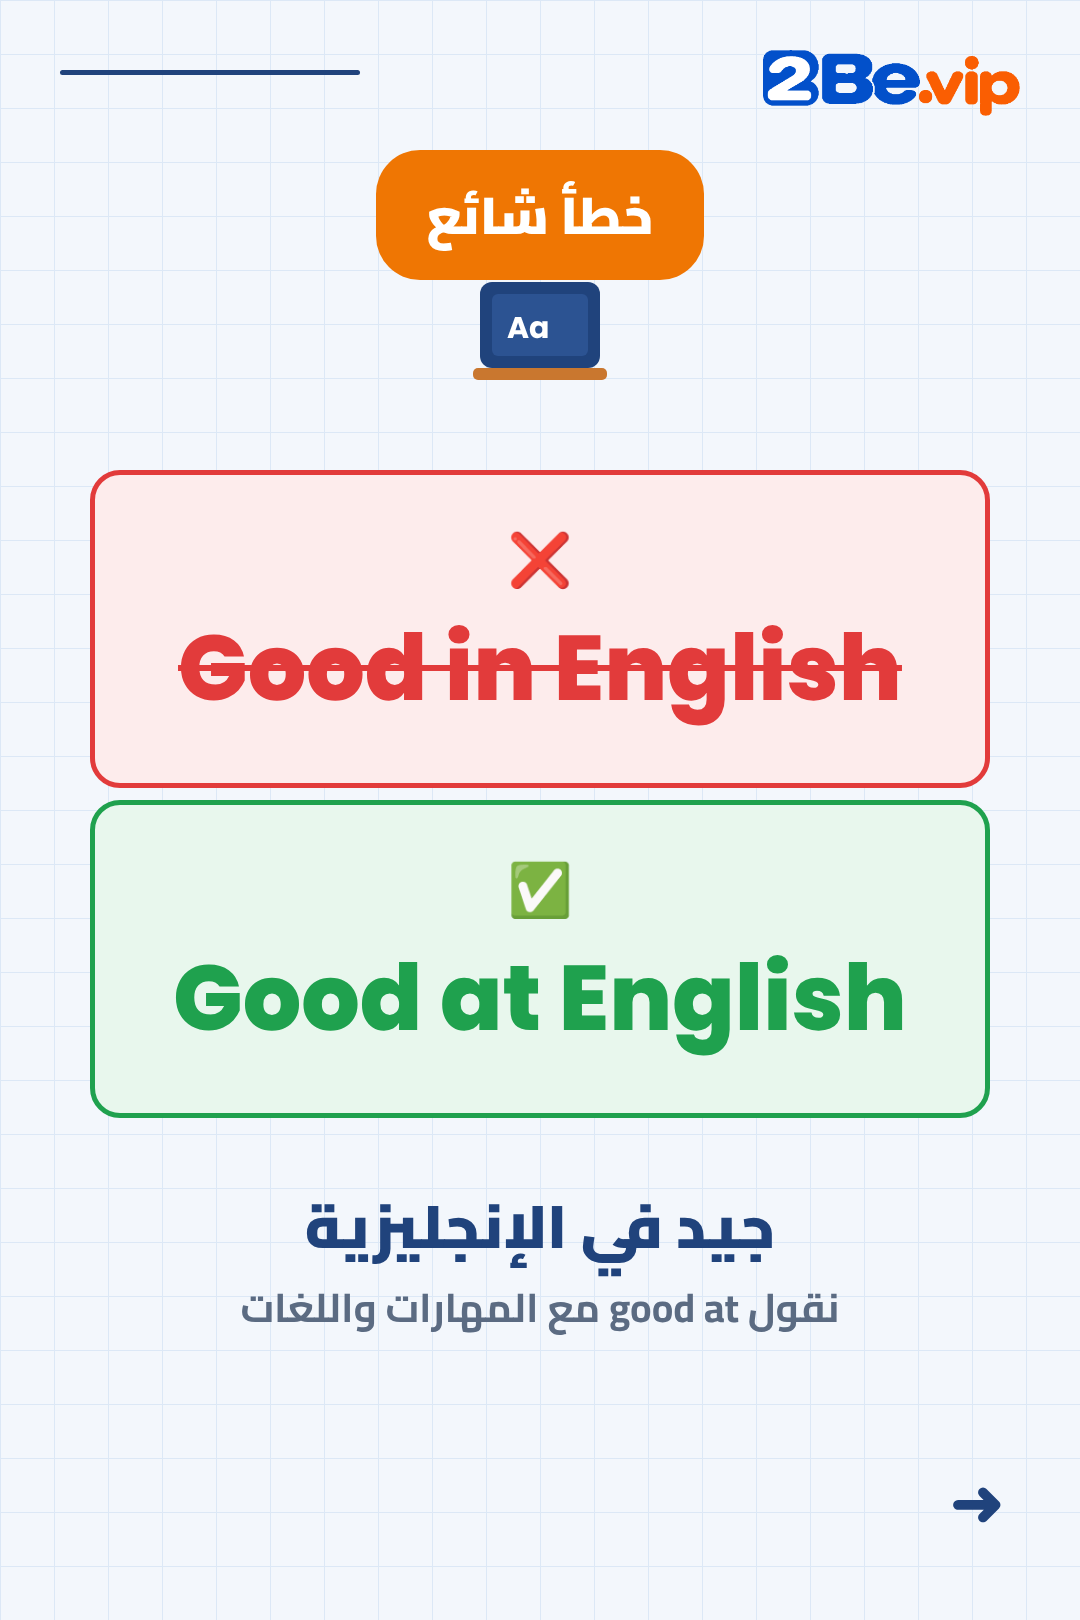 2Be.vip
خطأ شائع
Aa
❌
Good in English
✅
Good at English
جيد في الإنجليزية
نقول good at مع المهارات واللغات
➜